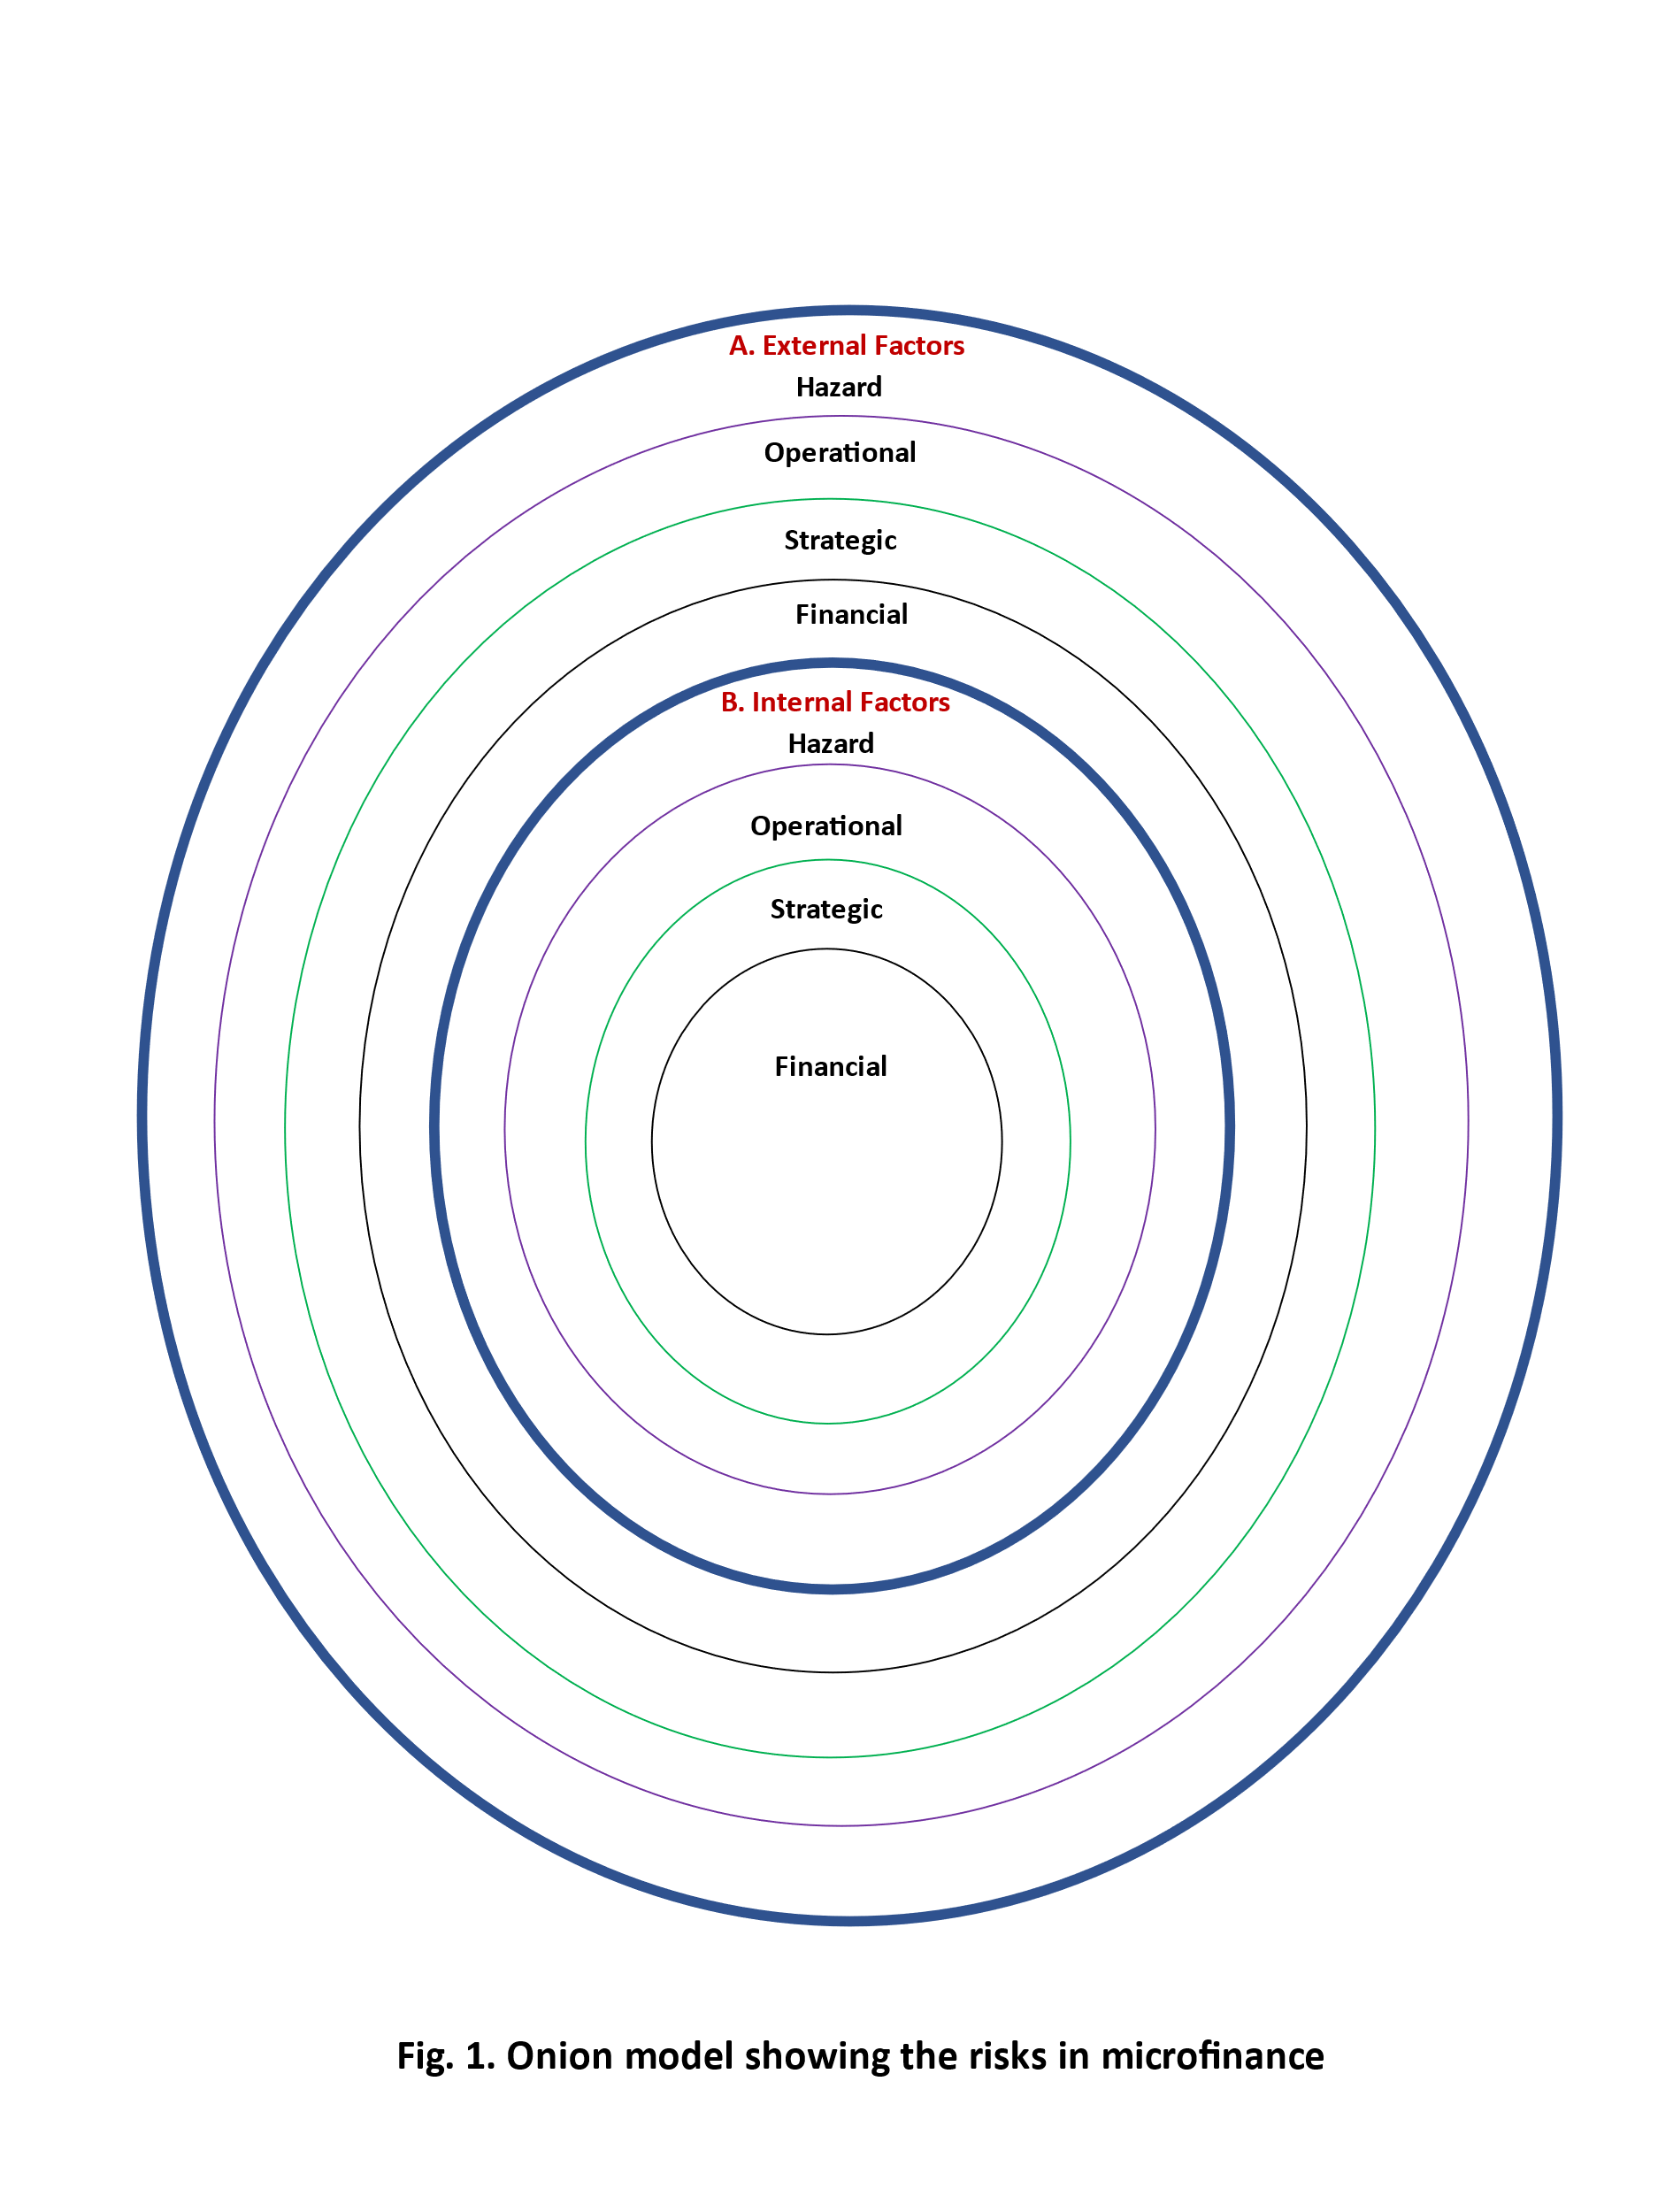 A. External Factors
Hazard
Operational
Strategic
Financial
B. Internal Factors
Hazard
Operational
Strategic
Financial
Fig. 1. Onion model showing the risks in microfinance